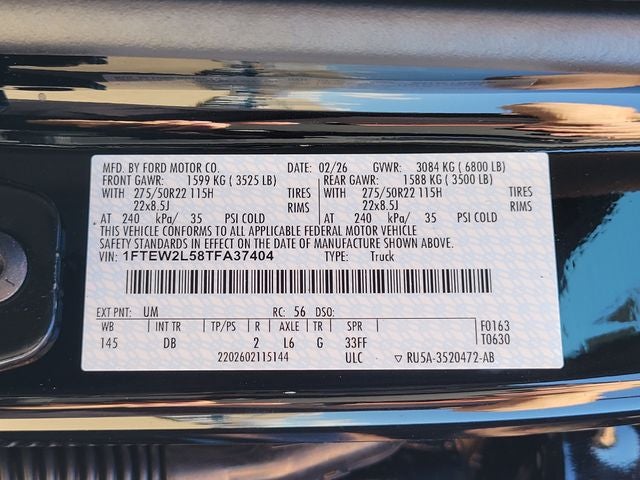 MFD. BY FORD MOTOR CO. DATE: 02/26 GVWR: 3084 KG ( 6800 LB)
FRONT GAWR: 1599 KG ( 3525 LB) REAR GAWR: 1588 KG ( 3500 LB)
WITH 275/50R22 115H TIRES WITH 275/50R22 115H TIRES
22x8.5J RIMS 22x8.5J RIMS
AT 240 kPa/ 35 PSI COLD AT 240 kPa/ 35 PSI COLD
THIS VEHICLE CONFORMS TO ALL APPLICABLE FEDERAL MOTOR VEHICLE
SAFETY STANDARDS IN EFFECT ON THE DATE OF MANUFACTURE SHOWN ABOVE.
VIN: 1FTEW2L58TFA37404 TYPE: Truck
EXT PNT: UM RC: 56 DSO:
WB INT TR TP/PS R AXLE TR SPR F0163
145 DB 2 L6 G 33FF T0630
2202602115144 ULC ▽ RU5A-3520472-AB